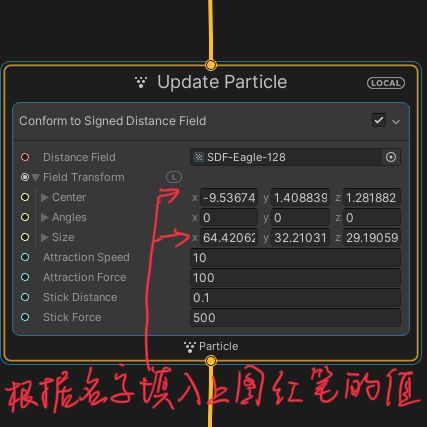 Update Particle
LOCAL
Conform to Signed Distance Field
Distance Field SDF-Eagle-128
Field Transform L
Center x -9.53674 y 1.408839 z 1.281882
Angles x 0 y 0 z 0
Size x 64.42062 y 32.21031 z 29.19059
Attraction Speed 10
Attraction Force 100
Stick Distance 0.1
Stick Force 500
Particle
根据名字填入上图红笔的值